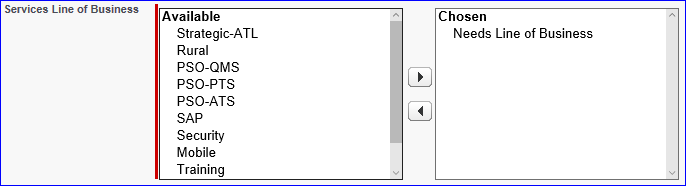 Services Line of Business
Available
Strategic-ATL
Rural
PSO-QMS
PSO-PTS
PSO-ATS
SAP
Security
Mobile
Training
Chosen
Needs Line of Business